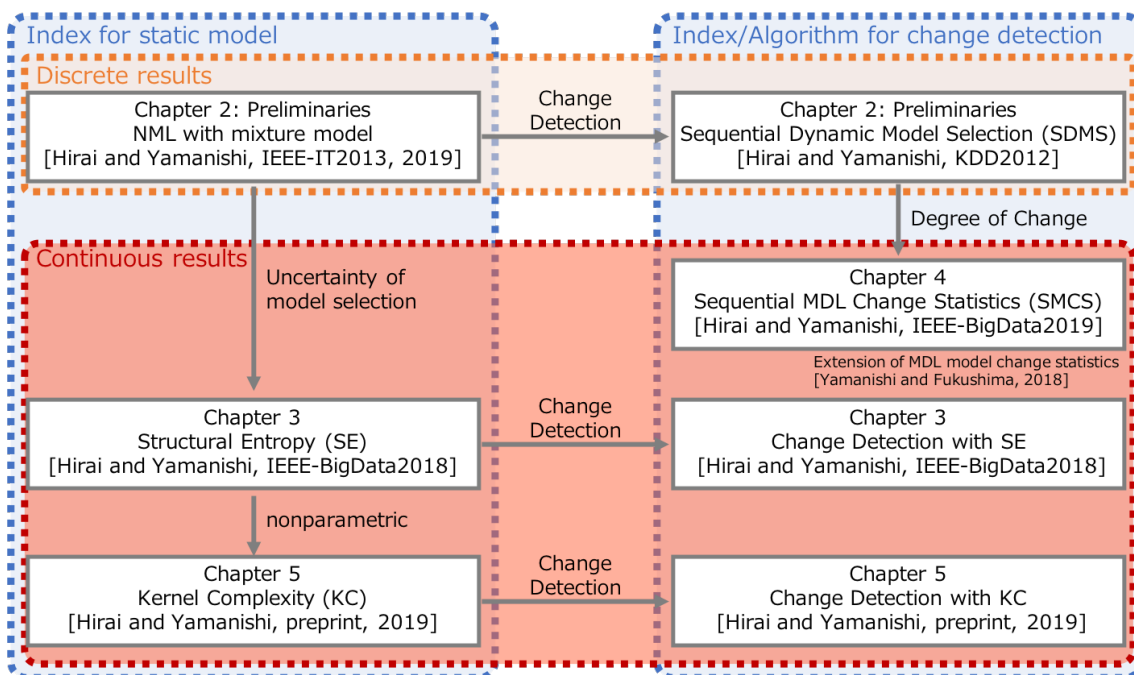 Index for static model
Index/Algorithm for change detection
Discrete results
Chapter 2: Preliminaries
NML with mixture model
[Hirai and Yamanishi, IEEE-IT2013, 2019]
Change
Detection
Chapter 2: Preliminaries
Sequential Dynamic Model Selection (SDMS)
[Hirai and Yamanishi, KDD2012]
Degree of Change
Continuous results
Uncertainty of
model selection
Chapter 4
Sequential MDL Change Statistics (SMCS)
[Hirai and Yamanishi, IEEE-BigData2019]
Extension of MDL model change statistics
[Yamanishi and Fukushima, 2018]
Chapter 3
Structural Entropy (SE)
[Hirai and Yamanishi, IEEE-BigData2018]
Change
Detection
Chapter 3
Change Detection with SE
[Hirai and Yamanishi, IEEE-BigData2018]
nonparametric
Chapter 5
Kernel Complexity (KC)
[Hirai and Yamanishi, preprint, 2019]
Change
Detection
Chapter 5
Change Detection with KC
[Hirai and Yamanishi, preprint, 2019]